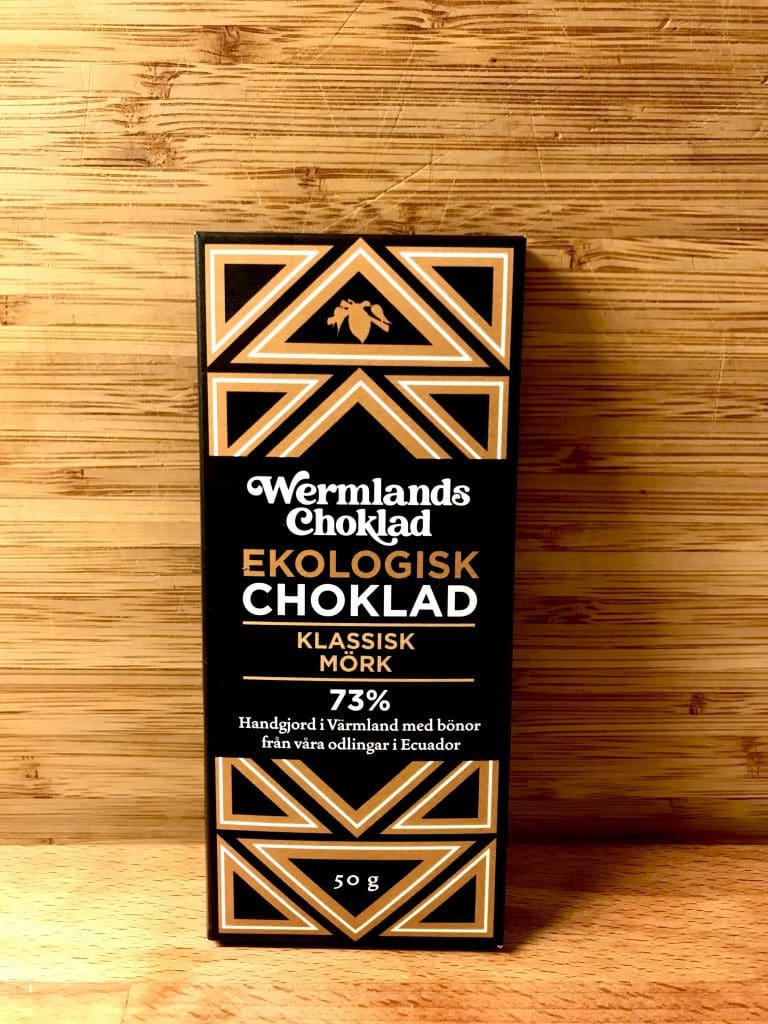 Wermlands
Choklad
EKOLOGISK
CHOKLAD
KLASSISK
MÖRK
73%
Handgjord i Värmland med bönor
från våra odlingar i Ecuador
50 g